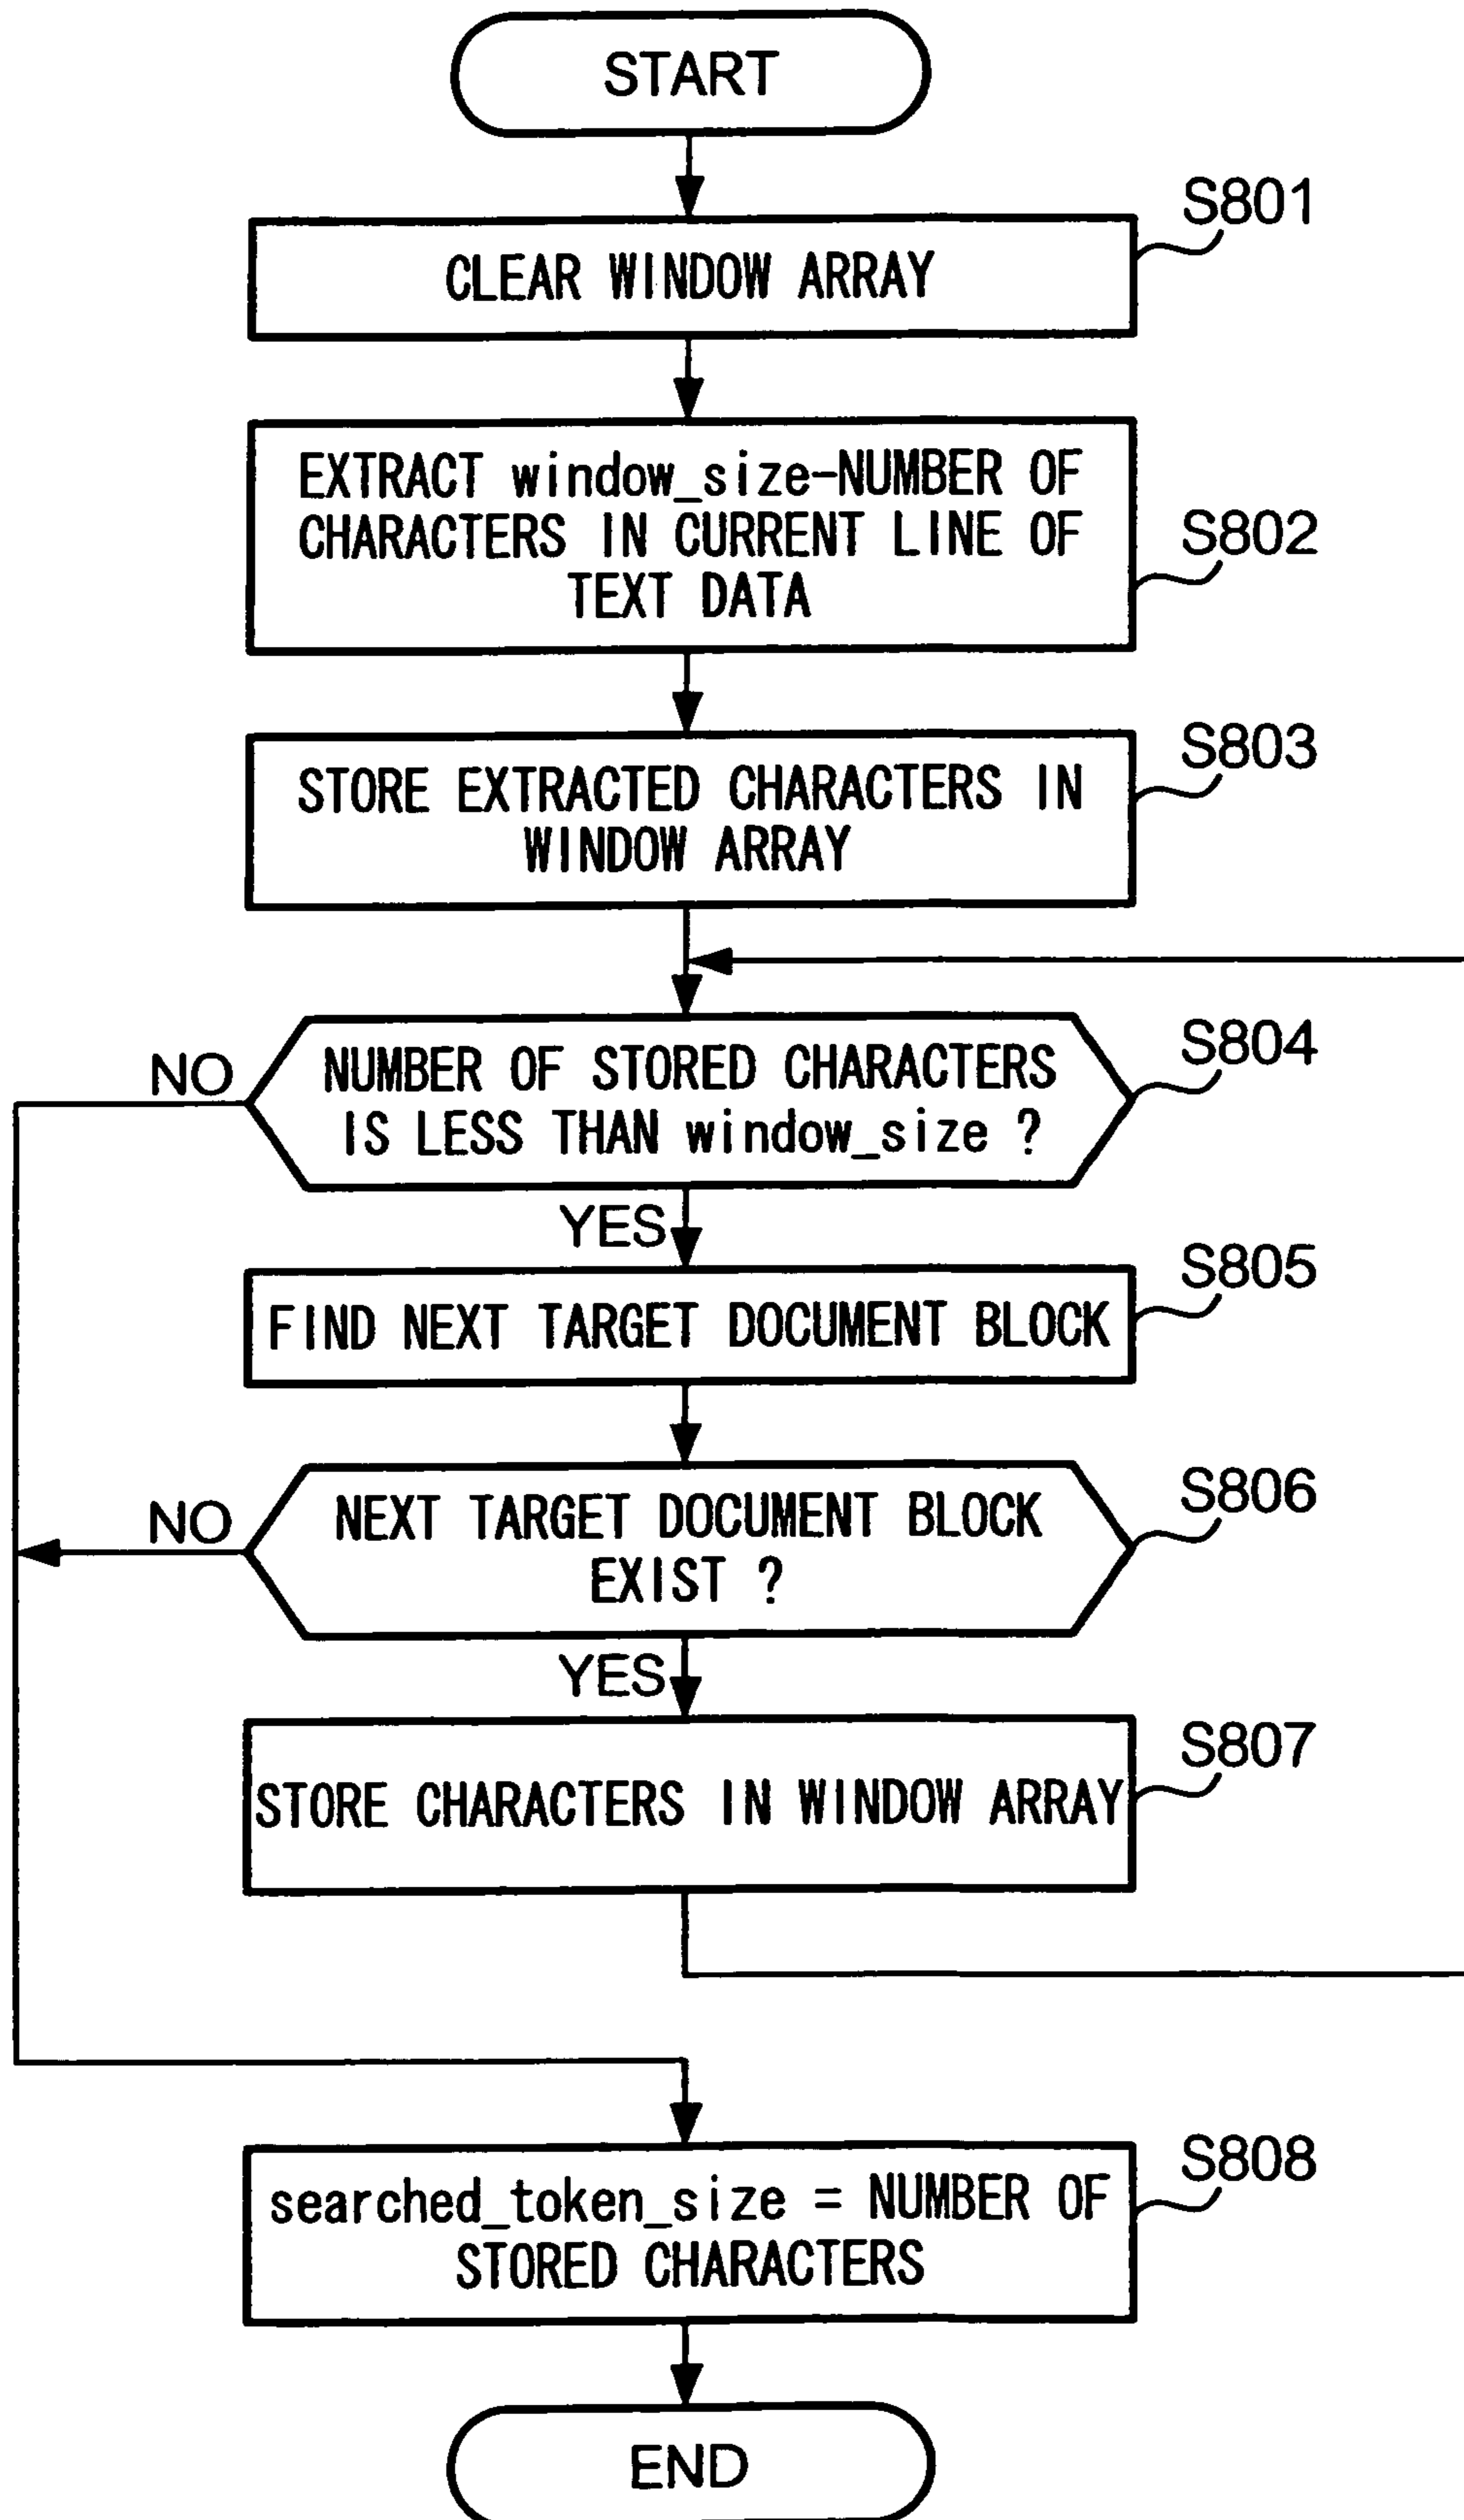 START
S801
CLEAR WINDOW ARRAY
EXTRACT window_size-NUMBER OF
CHARACTERS IN CURRENT LINE OF
TEXT DATA
S802
STORE EXTRACTED CHARACTERS IN
WINDOW ARRAY
S803
NUMBER OF STORED CHARACTERS
IS LESS THAN window_size ?
S804
NO
YES
S805
FIND NEXT TARGET DOCUMENT BLOCK
S806
NEXT TARGET DOCUMENT BLOCK
EXIST ?
NO
YES
S807
STORE CHARACTERS IN WINDOW ARRAY
S808
searched_token_size = NUMBER OF
STORED CHARACTERS
END